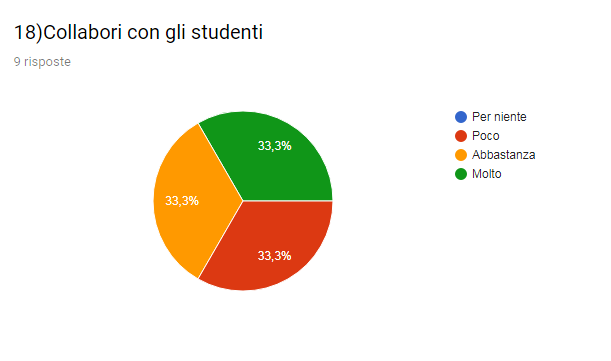 18)Collabori con gli studenti
9 risposte
33,3%
33,3%
33,3%
Per niente
Poco
Abbastanza
Molto